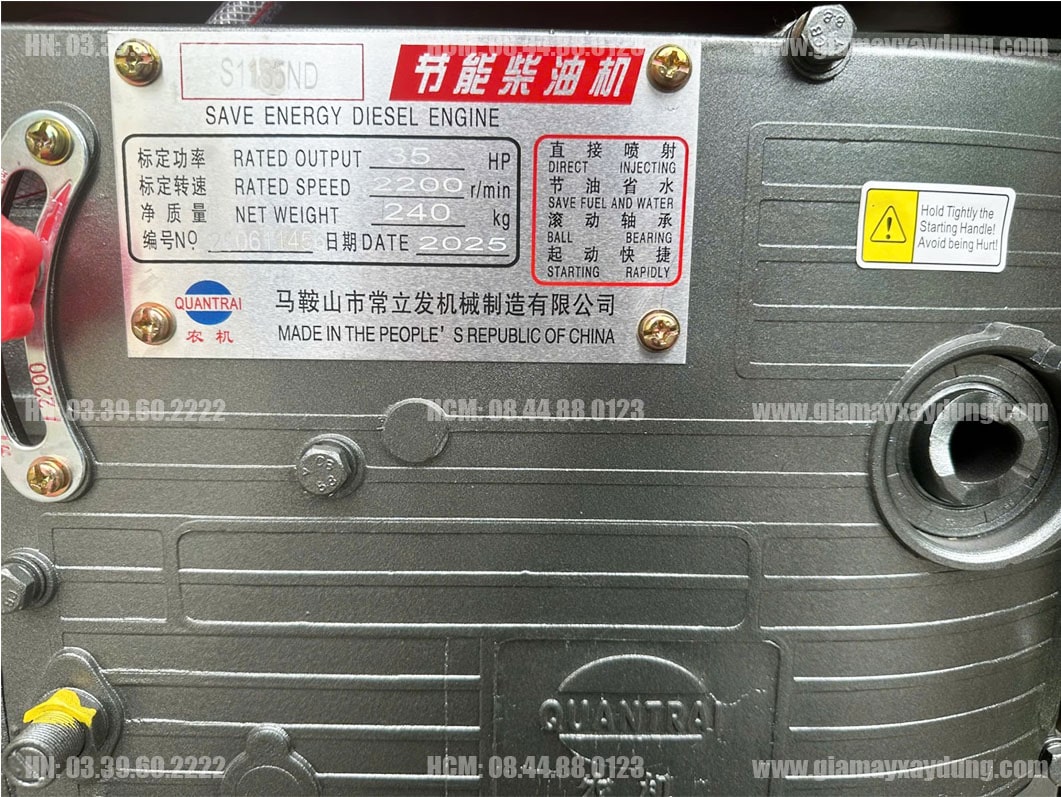 HN: 03.39.60.2222 HCM: 08.44.88.0123 www.giamayxaydung.com
节能柴油机
SAVE ENERGY DIESEL ENGINE
标定功率 RATED OUTPUT 35 HP
标定转速 RATED SPEED 2200 r/min
净质量 NET WEIGHT 240 kg
编号NO. 日期DATE 2025
直接喷射
DIRECT INJECTING
节油省水
SAVE FUEL AND WATER
滚动轴承
BALL BEARING
起动快捷
STARTING RAPIDLY
QUANTRAI
农机
马鞍山市常立发机械制造有限公司
MADE IN THE PEOPLE'S REPUBLIC OF CHINA
Hold Tightly the
Starting Handle!
Avoid being Hurt!
2200
HN: 03.39.60.2222 HCM: 08.44.88.0123 www.giamayxaydung.com
8.8
QUANTRAI
HN: 03.39.60.2222 HCM: 08.44.88.0123 www.giamayxaydung.com
农机